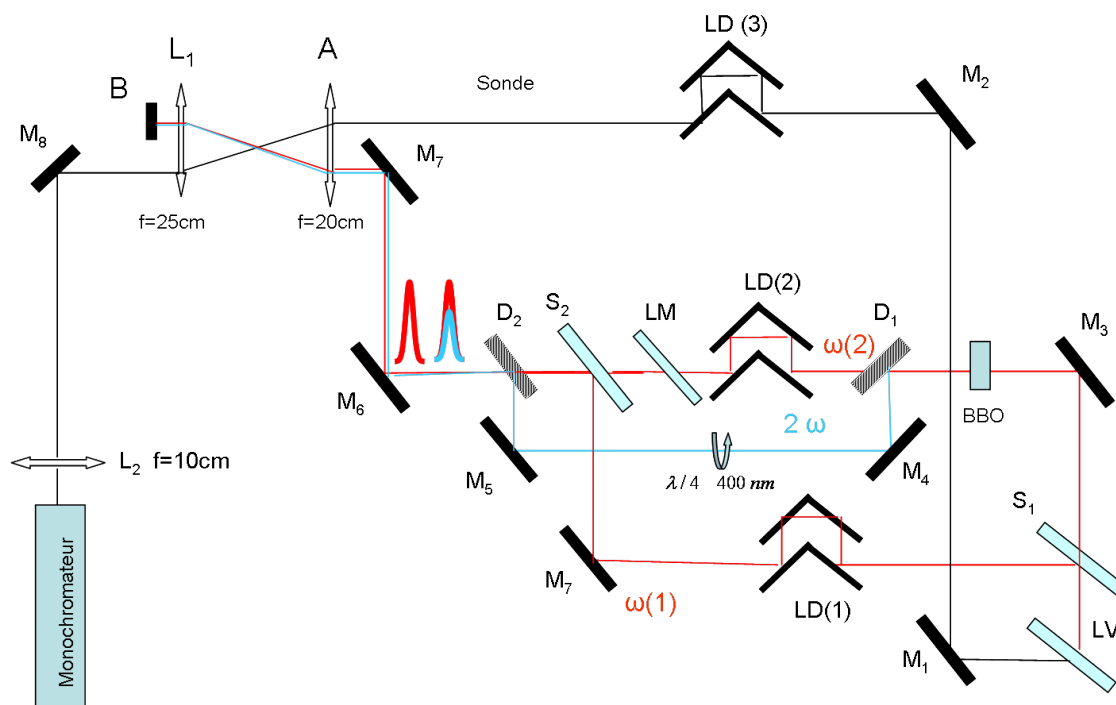 LD (3)
L₁
A
M₂
B
Sonde
M₈
M₇
f=25cm
f=20cm
LD(2)
S₂
LM
D₂
D₁
M₃
ω(2)
M₆
BBO
2 ω
L₂ f=10cm
M₅
λ/4 400 nm
M₄
S₁
M₇
ω(1)
LD(1)
LV
M₁
Monochromateur